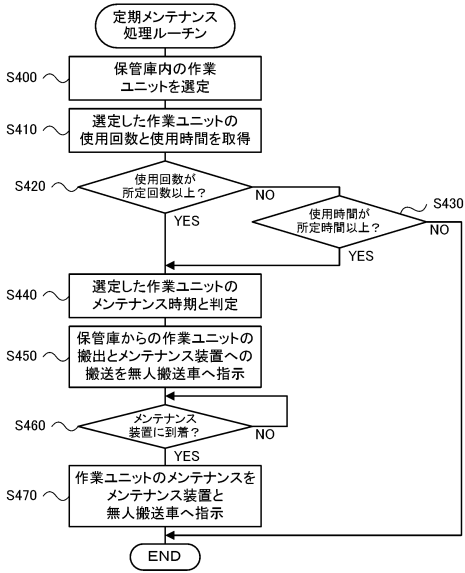 定期メンテナンス
処理ルーチン
S400
保管庫内の作業
ユニットを選定
S410
選定した作業ユニットの
使用回数と使用時間を取得
S420
使用回数が
所定回数以上?
NO
YES
S430
使用時間が
所定時間以上?
NO
YES
S440
選定した作業ユニットの
メンテナンス時期と判定
S450
保管庫からの作業ユニットの
搬出とメンテナンス装置への
搬送を無人搬送車へ指示
S460
メンテナンス
装置に到着?
NO
YES
S470
作業ユニットのメンテナンスを
メンテナンス装置と
無人搬送車へ指示
END